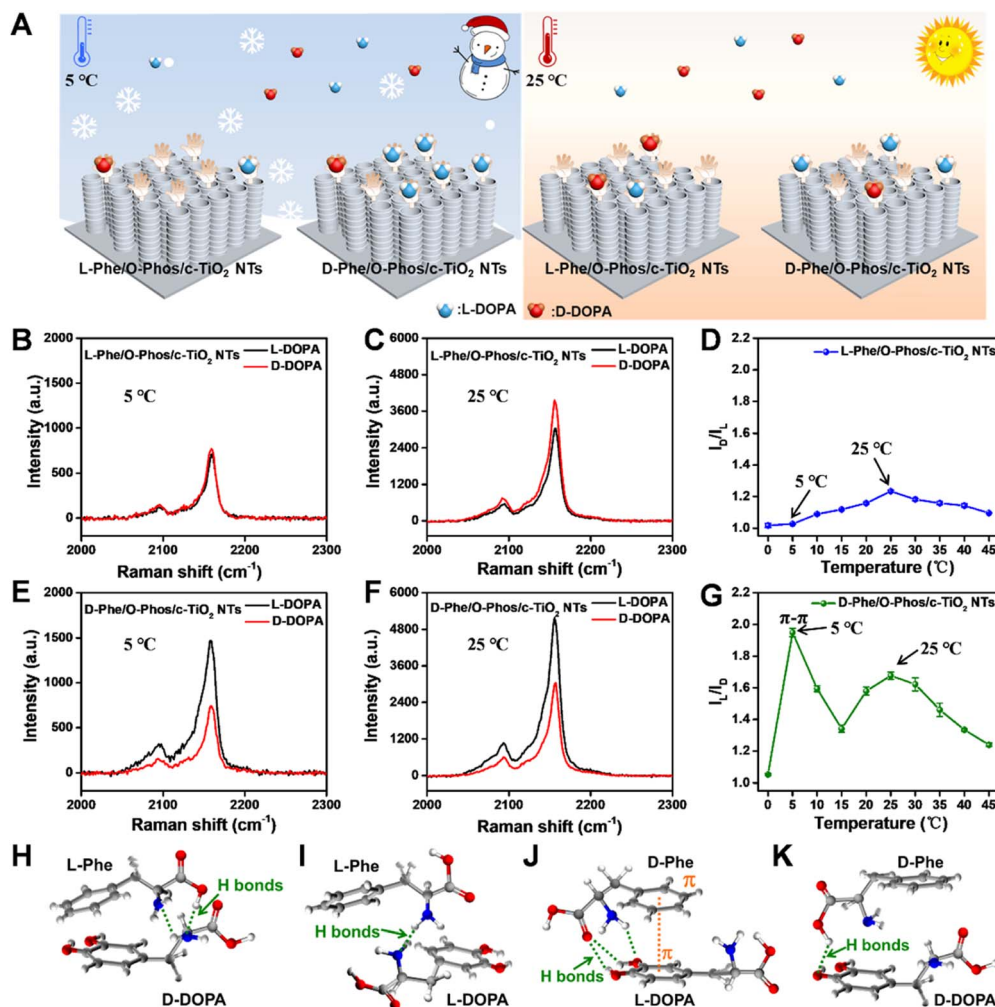 A
5 ℃
25 ℃
L-Phe/O-Phos/c-TiO₂ NTs
D-Phe/O-Phos/c-TiO₂ NTs
L-Phe/O-Phos/c-TiO₂ NTs
D-Phe/O-Phos/c-TiO₂ NTs
:L-DOPA
:D-DOPA
B
2000
1500
1000
500
0
Intensity (a.u.)
L-Phe/O-Phos/c-TiO₂ NTs
L-DOPA
D-DOPA
5 ℃
2000 2100 2200 2300
Raman shift (cm⁻¹)
C
6000
4800
3600
2400
1200
0
Intensity (a.u.)
L-Phe/O-Phos/c-TiO₂ NTs
L-DOPA
D-DOPA
25 ℃
2000 2100 2200 2300
Raman shift (cm⁻¹)
D
2.0
1.8
1.6
1.4
1.2
1.0
I_D/I_L
L-Phe/O-Phos/c-TiO₂ NTs
5 ℃
25 ℃
0 5 10 15 20 25 30 35 40 45
Temperature (℃)
E
2000
1500
1000
500
0
Intensity (a.u.)
D-Phe/O-Phos/c-TiO₂ NTs
L-DOPA
D-DOPA
5 ℃
2000 2100 2200 2300
Raman shift (cm⁻¹)
F
6000
4800
3600
2400
1200
0
Intensity (a.u.)
D-Phe/O-Phos/c-TiO₂ NTs
L-DOPA
D-DOPA
25 ℃
2000 2100 2200 2300
Raman shift (cm⁻¹)
G
2.0
1.8
1.6
1.4
1.2
1.0
I_L/I_D
D-Phe/O-Phos/c-TiO₂ NTs
π-π
5 ℃
25 ℃
0 5 10 15 20 25 30 35 40 45
Temperature (℃)
H
L-Phe
H bonds
D-DOPA
I
L-Phe
H bonds
L-DOPA
J
D-Phe
π
π
H bonds
L-DOPA
K
D-Phe
H bonds
D-DOPA